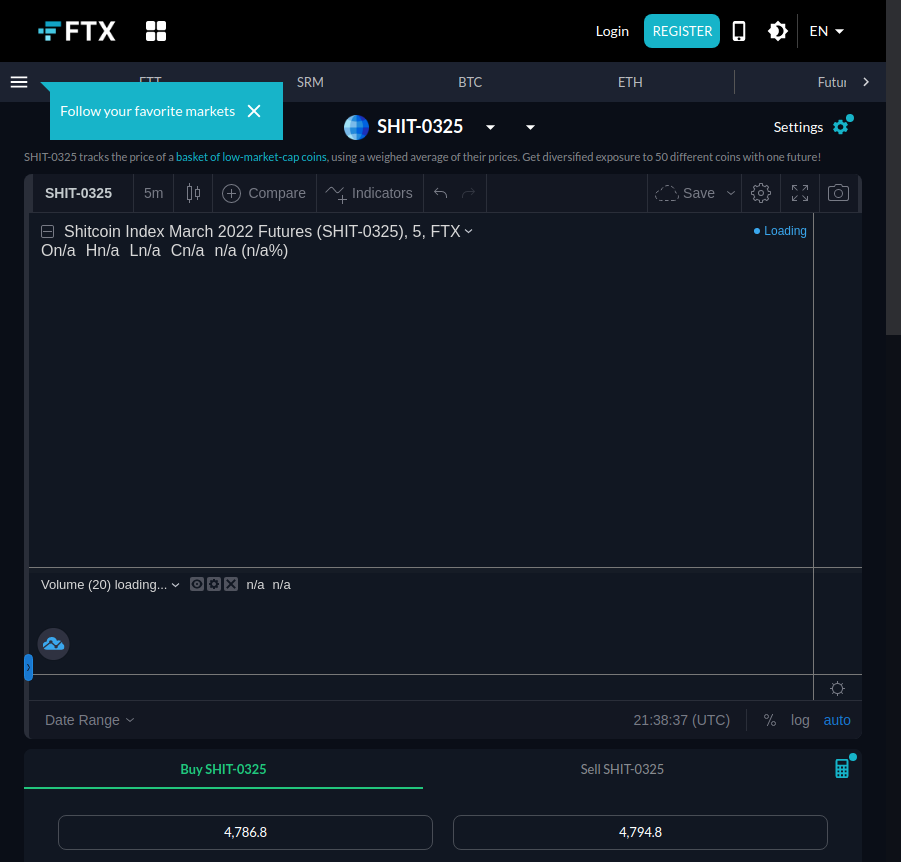 FTX
Login REGISTER EN
FTT SRM BTC ETH Futur
Follow your favorite markets
SHIT-0325
Settings
SHIT-0325 tracks the price of a basket of low-market-cap coins, using a weighed average of their prices. Get diversified exposure to 50 different coins with one future!
SHIT-0325 5m Compare Indicators Save
Shitcoin Index March 2022 Futures (SHIT-0325), 5, FTX
Loading
On/a Hn/a Ln/a Cn/a n/a (n/a%)
Volume (20) loading... n/a n/a
Date Range 21:38:37 (UTC) % log auto
Buy SHIT-0325 Sell SHIT-0325
4,786.8 4,794.8